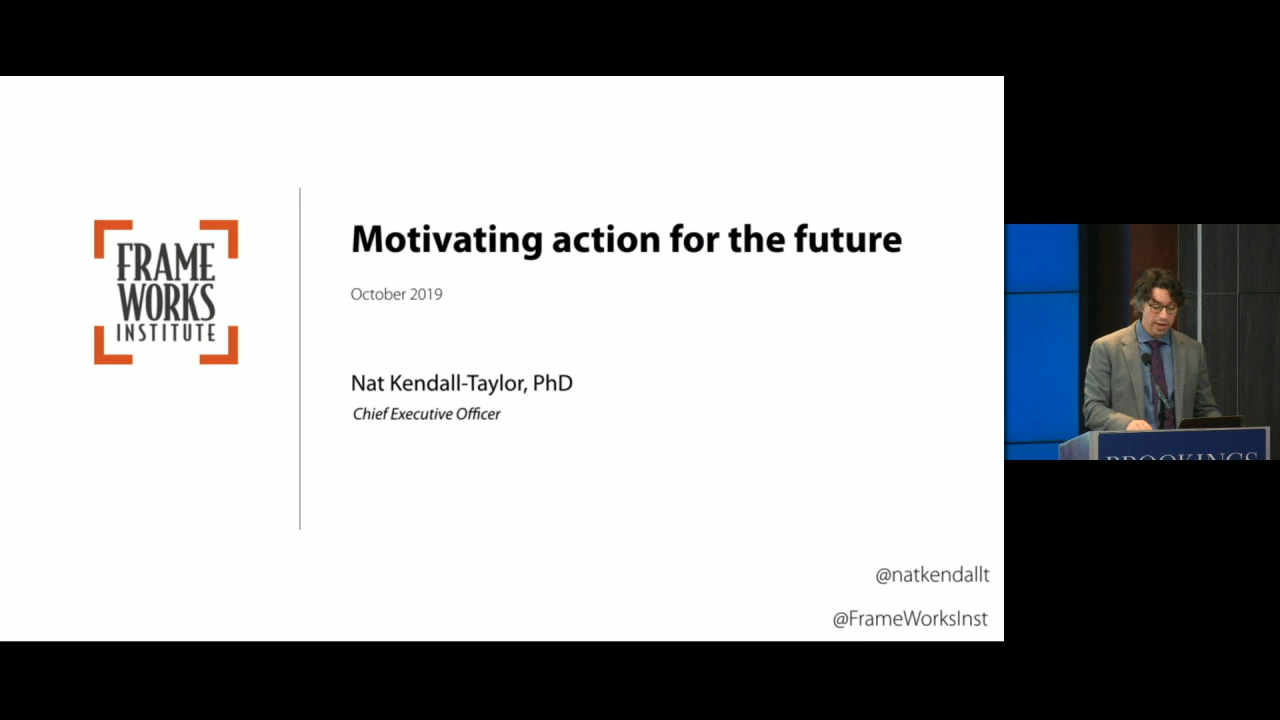 FRAME
WORKS
INSTITUTE
Motivating action for the future
October 2019
Nat Kendall-Taylor, PhD
Chief Executive Officer
@natkendallt
@FrameWorksInst
BROOKINGS